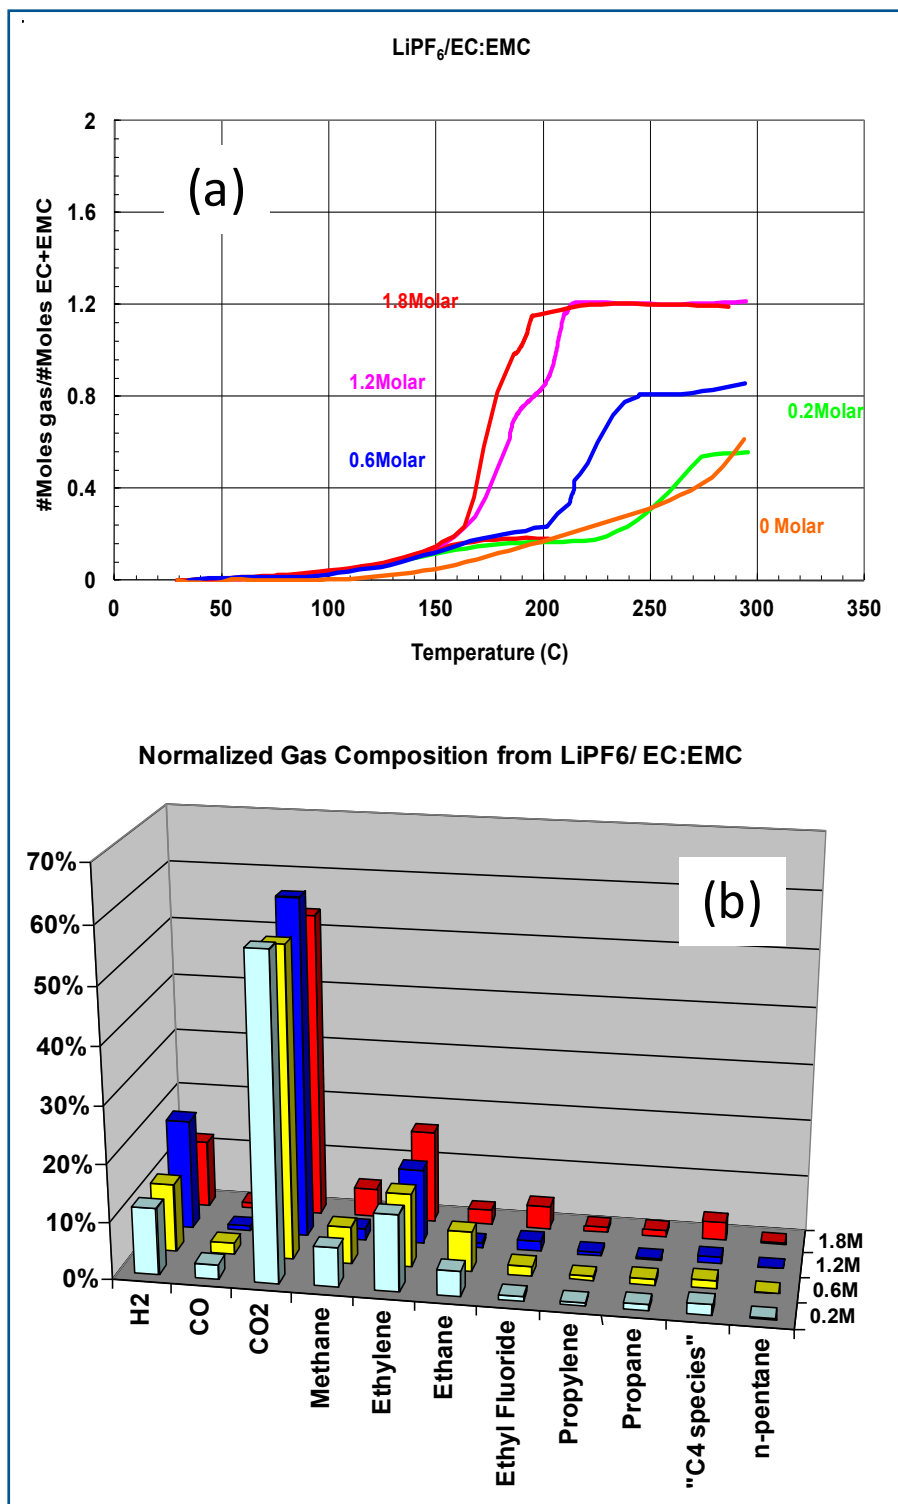 LiPF6/EC:EMC
(a)
#Moles gas/#Moles EC+EMC
2
1.6
1.2
0.8
0.4
0
1.8Molar
1.2Molar
0.2Molar
0.6Molar
0 Molar
0 50 100 150 200 250 300 350
Temperature (C)
Normalized Gas Composition from LiPF6/ EC:EMC
(b)
70%
60%
50%
40%
30%
20%
10%
0%
1.8M
1.2M
0.6M
0.2M
H2
CO
CO2
Methane
Ethylene
Ethane
Ethyl Fluoride
Propylene
Propane
"C4 species"
n-pentane